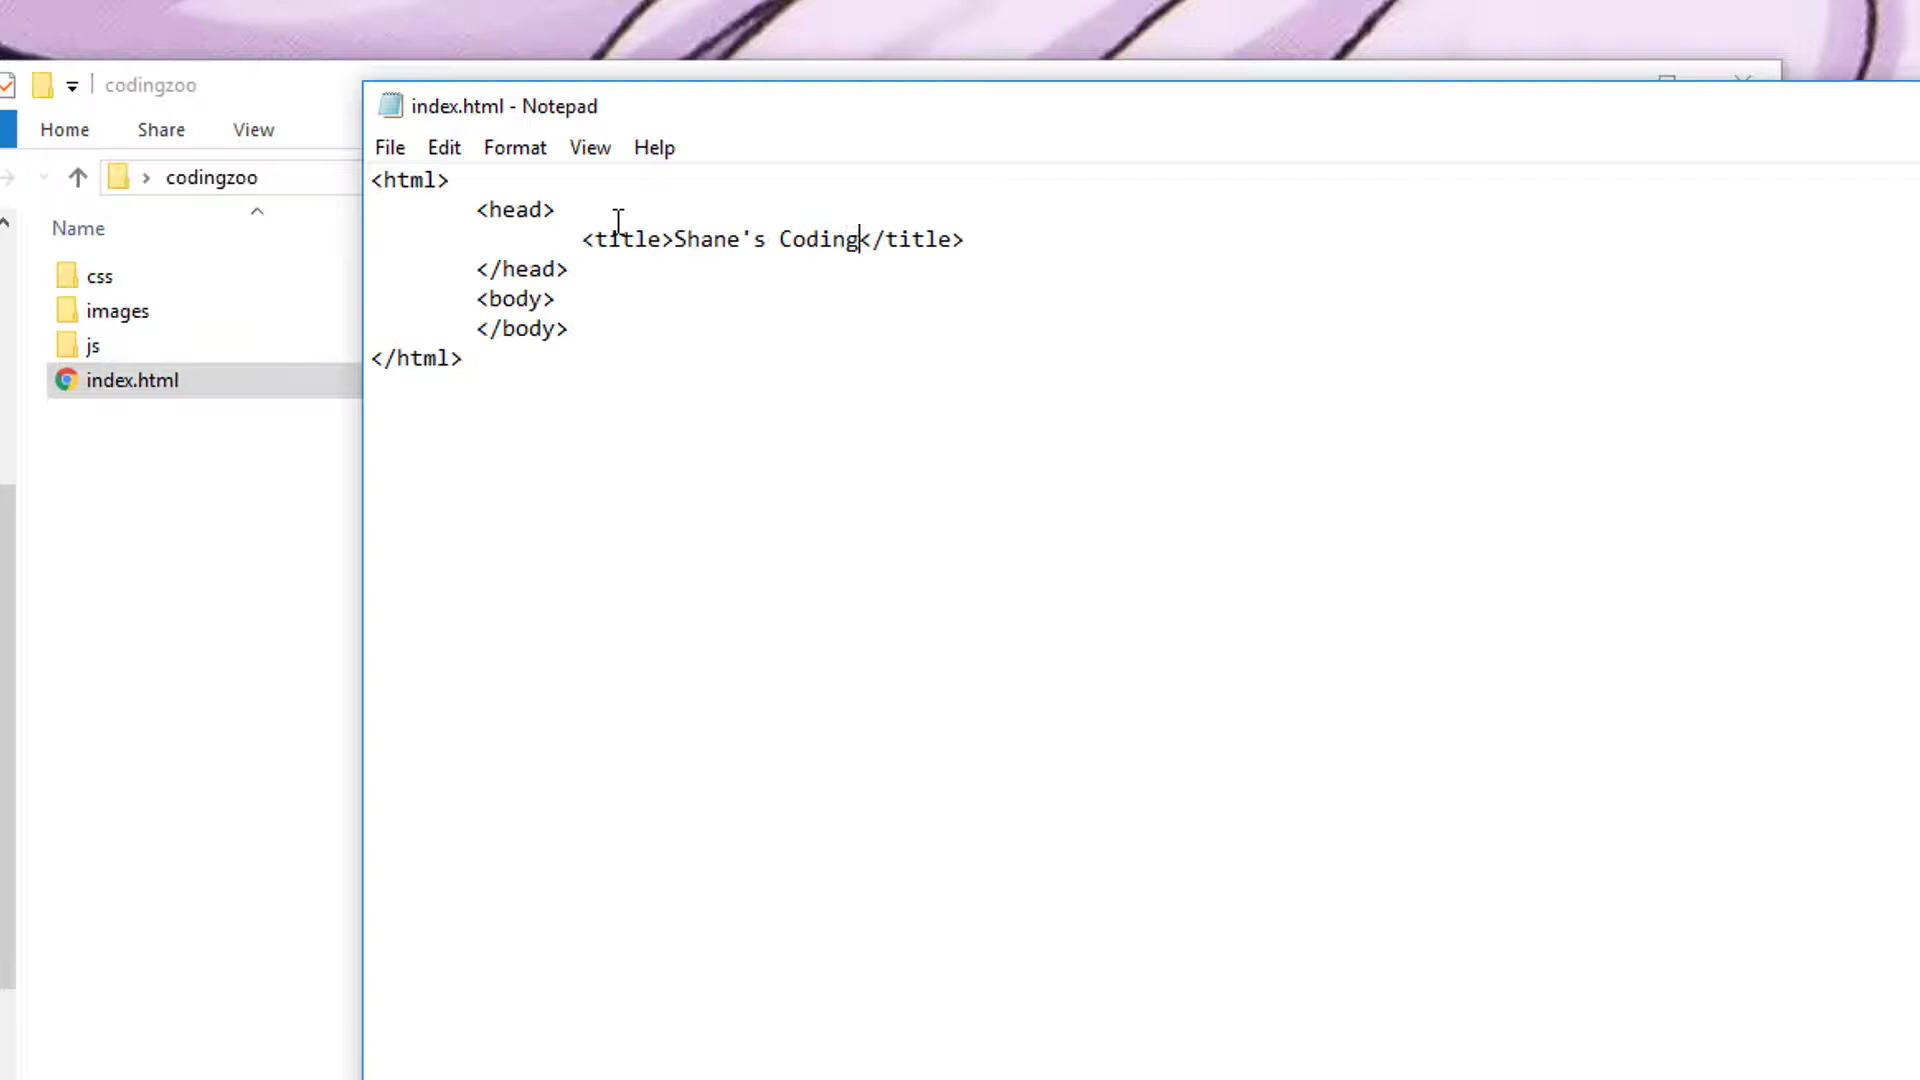 codingzoo
index.html - Notepad
Home Share View
File Edit Format View Help
codingzoo
Name
css
images
js
index.html
<html>
<head>
<title>Shane's Coding</title>
</head>
<body>
</body>
</html>